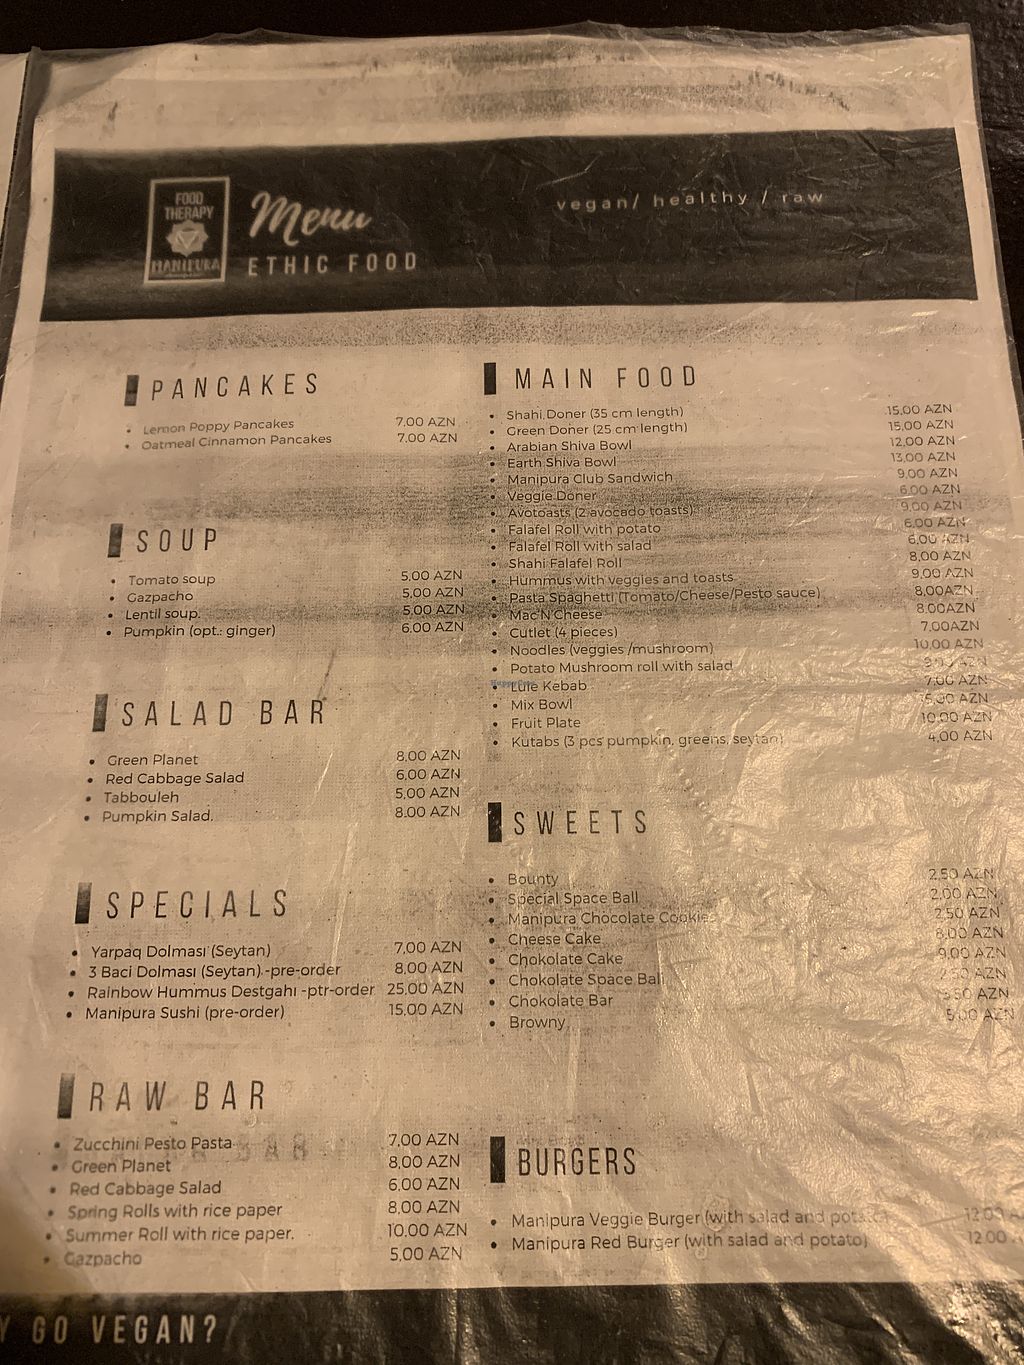 FOOD
THERAPY
MANIPURA
Menu
ETHIC FOOD
vegan/ healthy / raw
PANCAKES
Lemon Poppy Pancakes 7.00 AZN
Oatmeal Cinnamon Pancakes 7.00 AZN
SOUP
Tomato soup 5,00 AZN
Gazpacho 5,00 AZN
Lentil soup. 5,00 AZN
Pumpkin (opt.: ginger) 6.00 AZN
SALAD BAR
Green Planet 8,00 AZN
Red Cabbage Salad 6,00 AZN
Tabbouleh 5,00 AZN
Pumpkin Salad. 8.00 AZN
SPECIALS
Yarpaq Dolması (Seytan) 7,00 AZN
3 Baci Dolması (Seytan) -pre-order 8,00 AZN
Rainbow Hummus Destgahı -ptr-order 25,00 AZN
Manipura Sushi (pre-order) 15,00 AZN
RAW BAR
Zucchini Pesto Pasta 7,00 AZN
Green Planet 8,00 AZN
Red Cabbage Salad 6,00 AZN
Spring Rolls with rice paper 8,00 AZN
Summer Roll with rice paper. 10.00 AZN
Gazpacho 5,00 AZN
MAIN FOOD
Shahi Doner (35 cm length) 15,00 AZN
Green Doner (25 cm length) 15,00 AZN
Arabian Shiva Bowl 12,00 AZN
Earth Shiva Bowl 13,00 AZN
Manipura Club Sandwich 9,00 AZN
Veggie Doner 6,00 AZN
Avotoasts (2 avocado toasts) 9,00 AZN
Falafel Roll with potato 6,00 AZN
Falafel Roll with salad 6,00 AZN
Shahi Falafel Roll 8,00 AZN
Hummus with veggies and toasts 9,00 AZN
Pasta Spaghetti (Tomato/Cheese/Pesto sauce) 8,00AZN
Mac N Cheese 8.00AZN
Cutlet (4 pieces) 7.00AZN
Noodles (veggies /mushroom) 10,00 AZN
Potato Mushroom roll with salad AZN
HappyCow
Lule Kebab 7,00 AZN
Mix Bowl AZN
Fruit Plate 10,00 AZN
Kutabs (3 pcs pumpkin, greens, seytan) 4,00 AZN
SWEETS
Bounty 2,50 AZN
Special Space Ball 2,00 AZN
Manipura Chocolate Cookies 2,50 AZN
Cheese Cake 8,00 AZN
Chokolate Cake 9,00 AZN
Chokolate Space Ball AZN
Chokolate Bar AZN
Browny 5,00 AZN
BURGERS
Manipura Veggie Burger (with salad and potato) 12.00
Manipura Red Burger (with salad and potato) 12.00
Y GO VEGAN?